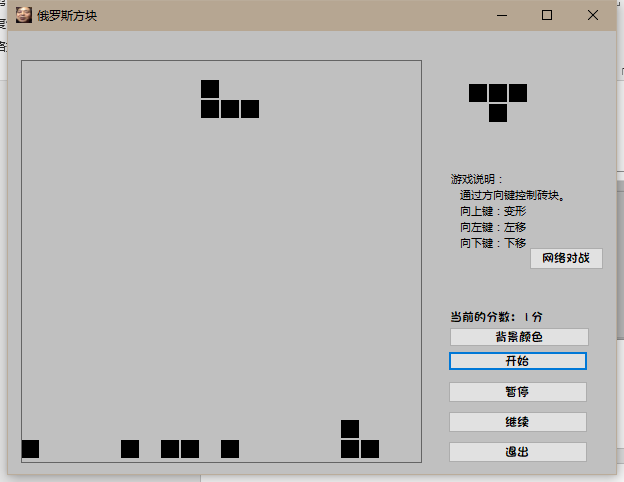 俄罗斯方块
游戏说明：
通过方向键控制砖块。
向上键：变形
向左键：左移
向下键：下移
网络对战
当前的分数：1分
背景颜色
开始
暂停
继续
退出